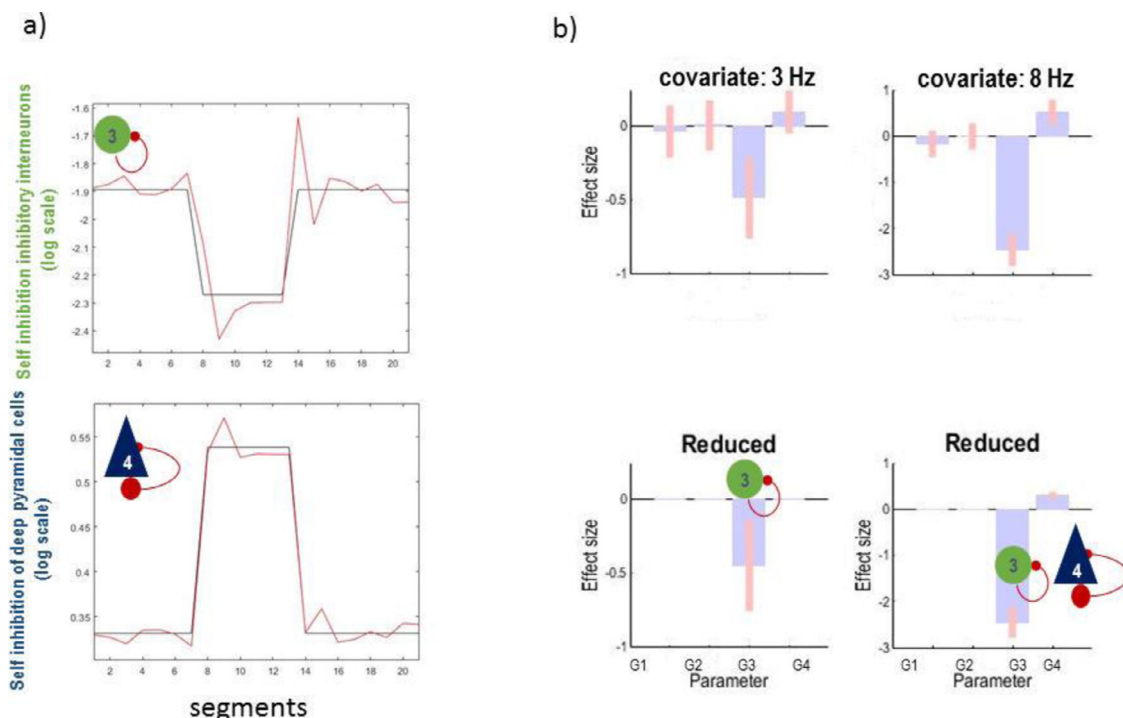 a)
Self inhibition inhibitory interneurons
(log scale)
-1.6
-1.7
-1.8
-1.9
-2
-2.1
-2.2
-2.3
-2.4
3
2 4 6 8 10 12 14 16 18 20
Self inhibition of deep pyramidal cells
(log scale)
0.55
0.5
0.45
0.4
0.35
4
2 4 6 8 10 12 14 16 18 20
segments
b)
covariate: 3 Hz
Effect size
0
-0.5
-1
covariate: 8 Hz
1
0
-1
-2
-3
Reduced
Effect size
0
-0.5
-1
3
G1 G2 G3 G4
Parameter
Reduced
Effect size
1
0
-1
-2
-3
3
4
G1 G2 G3 G4
Parameter